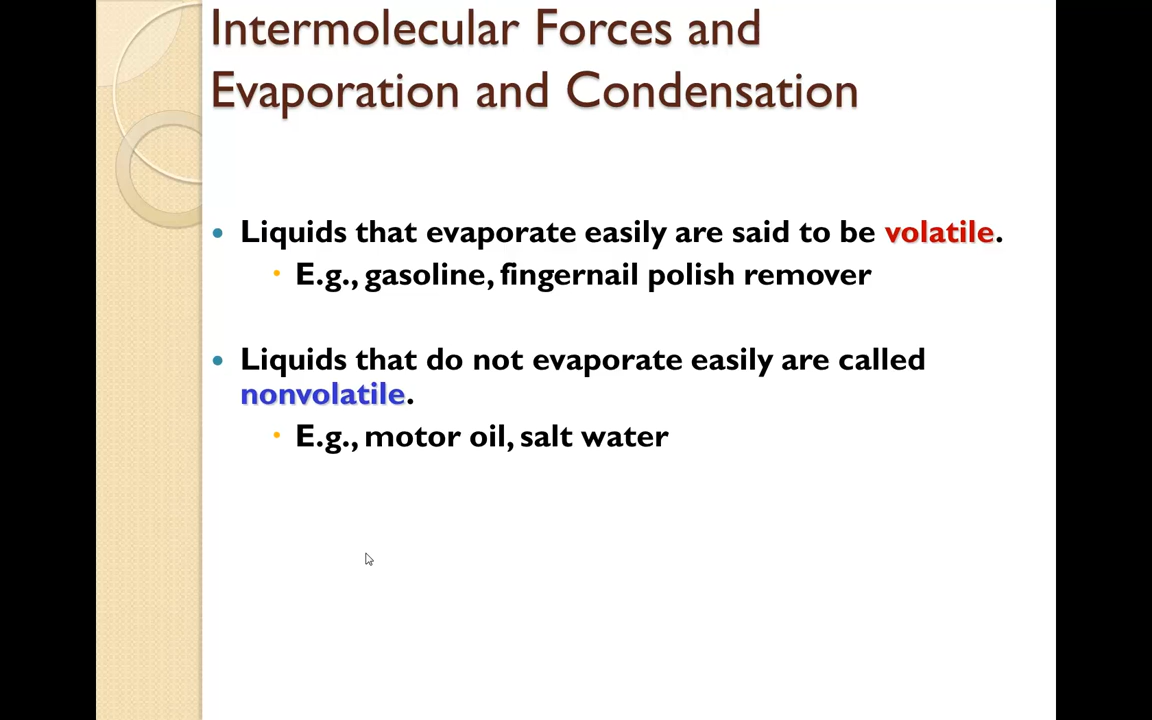 Intermolecular Forces and
Evaporation and Condensation
• Liquids that evaporate easily are said to be volatile.
• E.g., gasoline, fingernail polish remover
• Liquids that do not evaporate easily are called
nonvolatile.
• E.g., motor oil, salt water